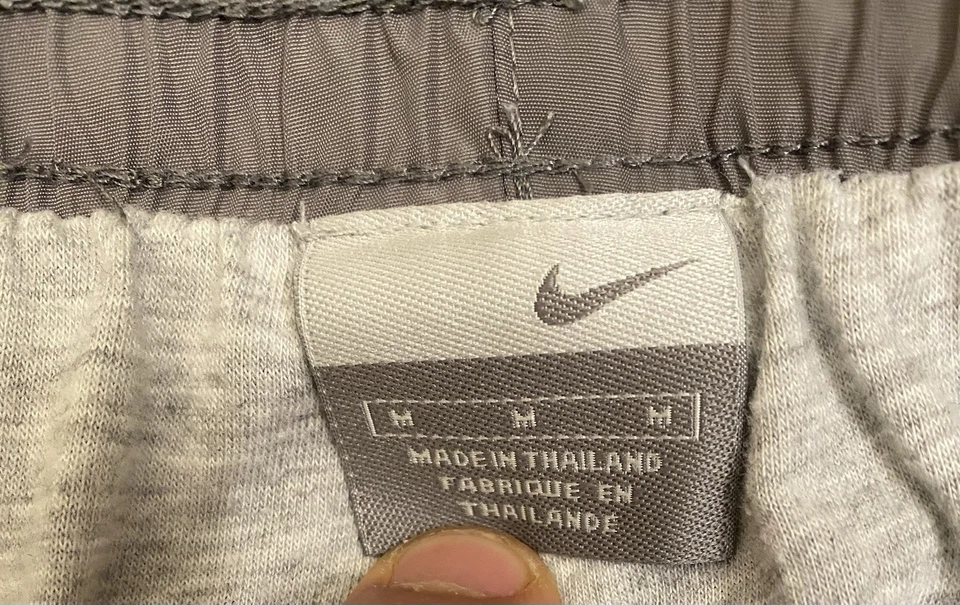 M M M
MADE IN THAILAND
FABRIQUE EN
THAILANDE